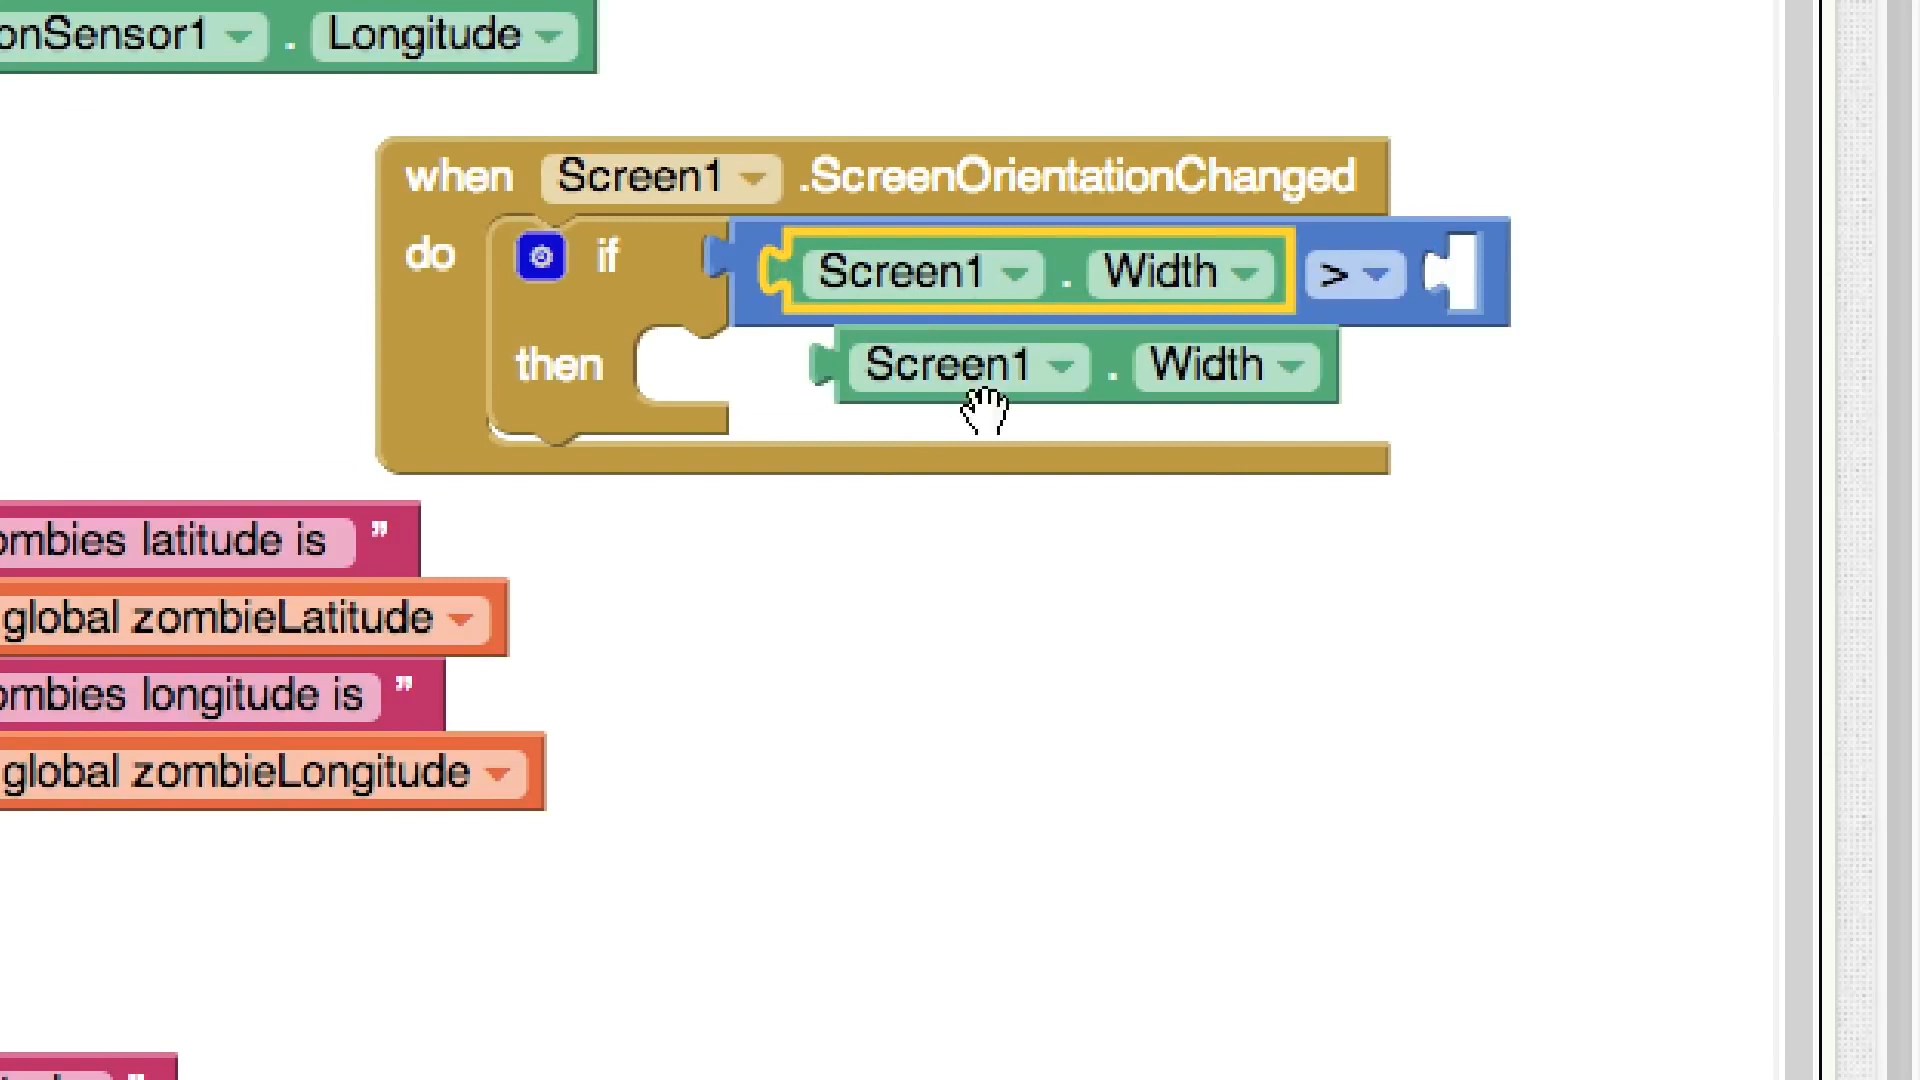 onSensor1 . Longitude
when Screen1 .ScreenOrientationChanged
do if Screen1 . Width >
then Screen1 . Width
ombies latitude is "
global zombieLatitude
ombies longitude is "
global zombieLongitude